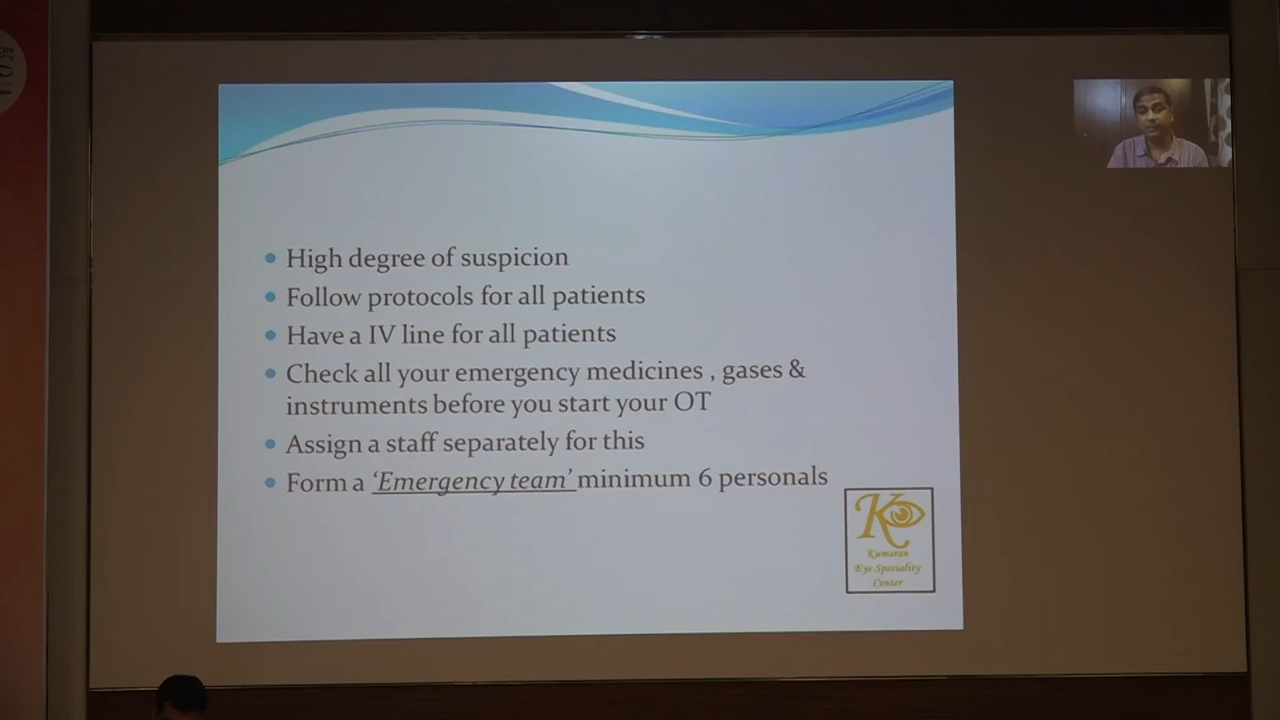 High degree of suspicion
Follow protocols for all patients
Have a IV line for all patients
Check all your emergency medicines , gases &
instruments before you start your OT
Assign a staff separately for this
Form a 'Emergency team' minimum 6 personals
K
Kumaran
Eye Speciality
Center